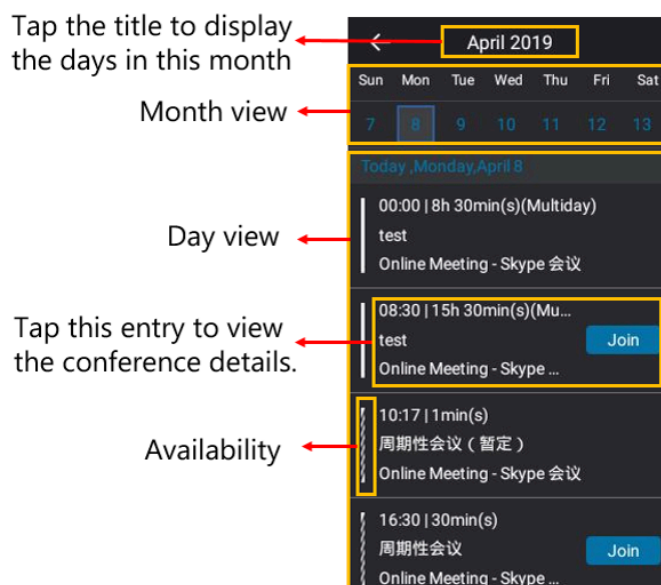 Tap the title to display
the days in this month
April 2019
Sun Mon Tue Wed Thu Fri Sat
Month view
7 8 9 10 11 12 13
Today ,Monday,April 8
00:00 | 8h 30min(s)(Multiday)
test
Online Meeting - Skype 会议
Day view
08:30 | 15h 30min(s)(Mu...
test
Online Meeting - Skype ...
Join
Tap this entry to view
the conference details.
10:17 | 1min(s)
周期性会议（暂定）
Online Meeting - Skype 会议
Availability
16:30 | 30min(s)
周期性会议
Join
Online Meeting - Skype ...